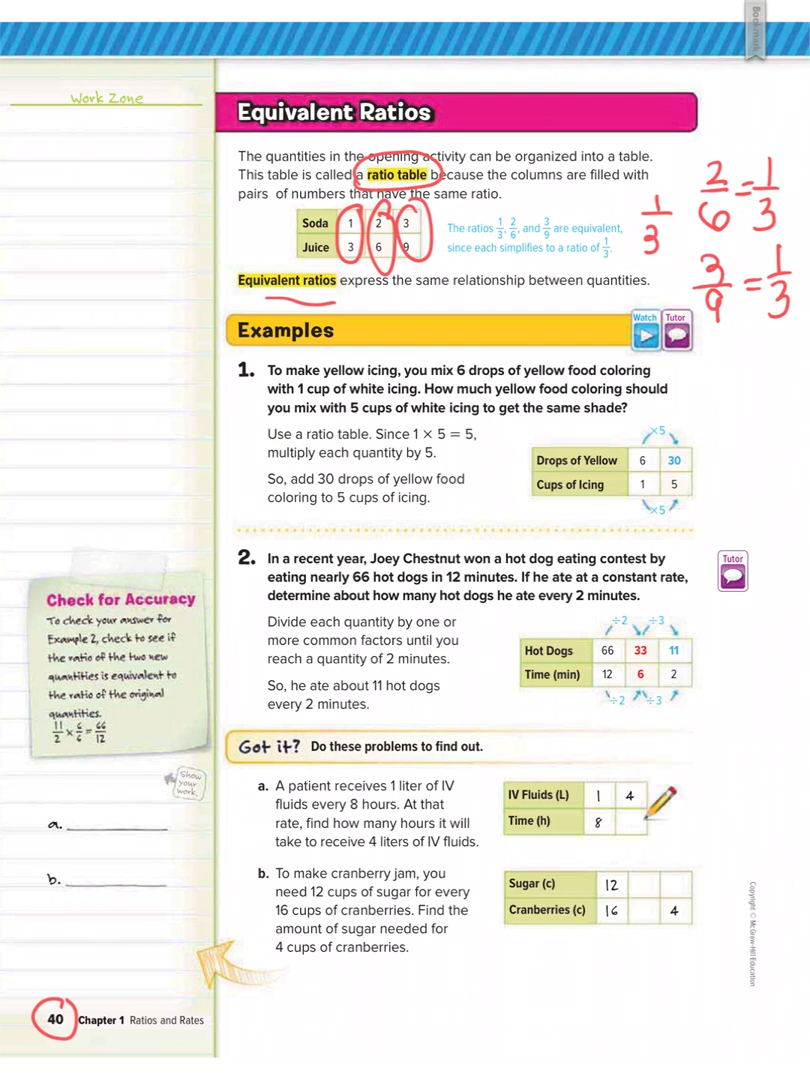 Bookmark
Work Zone
Equivalent Ratios
The quantities in the opening activity can be organized into a table.
This table is called a ratio table because the columns are filled with
pairs of numbers that have the same ratio.
Soda 1 2 3
Juice 3 6 9
The ratios 1/3, 2/6, and 3/9 are equivalent,
since each simplifies to a ratio of 1/3.
1/3
2/6 = 1/3
3/9 = 1/3
Equivalent ratios express the same relationship between quantities.
Examples
Watch Tutor
1. To make yellow icing, you mix 6 drops of yellow food coloring
with 1 cup of white icing. How much yellow food coloring should
you mix with 5 cups of white icing to get the same shade?
Use a ratio table. Since 1 × 5 = 5,
multiply each quantity by 5.
So, add 30 drops of yellow food
coloring to 5 cups of icing.
×5
Drops of Yellow 6 30
Cups of Icing 1 5
×5
2. In a recent year, Joey Chestnut won a hot dog eating contest by
eating nearly 66 hot dogs in 12 minutes. If he ate at a constant rate,
determine about how many hot dogs he ate every 2 minutes.
Tutor
Divide each quantity by one or
more common factors until you
reach a quantity of 2 minutes.
So, he ate about 11 hot dogs
every 2 minutes.
÷2 ÷3
Hot Dogs 66 33 11
Time (min) 12 6 2
÷2 ÷3
Check for Accuracy
To check your answer for
Example 2, check to see if
the ratio of the two new
quantities is equivalent to
the ratio of the original
quantities.
11/2 × 6/6 = 66/12
Got it? Do these problems to find out.
Show
your
work.
a.
b.
a. A patient receives 1 liter of IV
fluids every 8 hours. At that
rate, find how many hours it will
take to receive 4 liters of IV fluids.
IV Fluids (L) 1 4
Time (h) 8
b. To make cranberry jam, you
need 12 cups of sugar for every
16 cups of cranberries. Find the
amount of sugar needed for
4 cups of cranberries.
Sugar (c) 12
Cranberries (c) 16 4
Copyright © McGraw-Hill Education
40 Chapter 1 Ratios and Rates